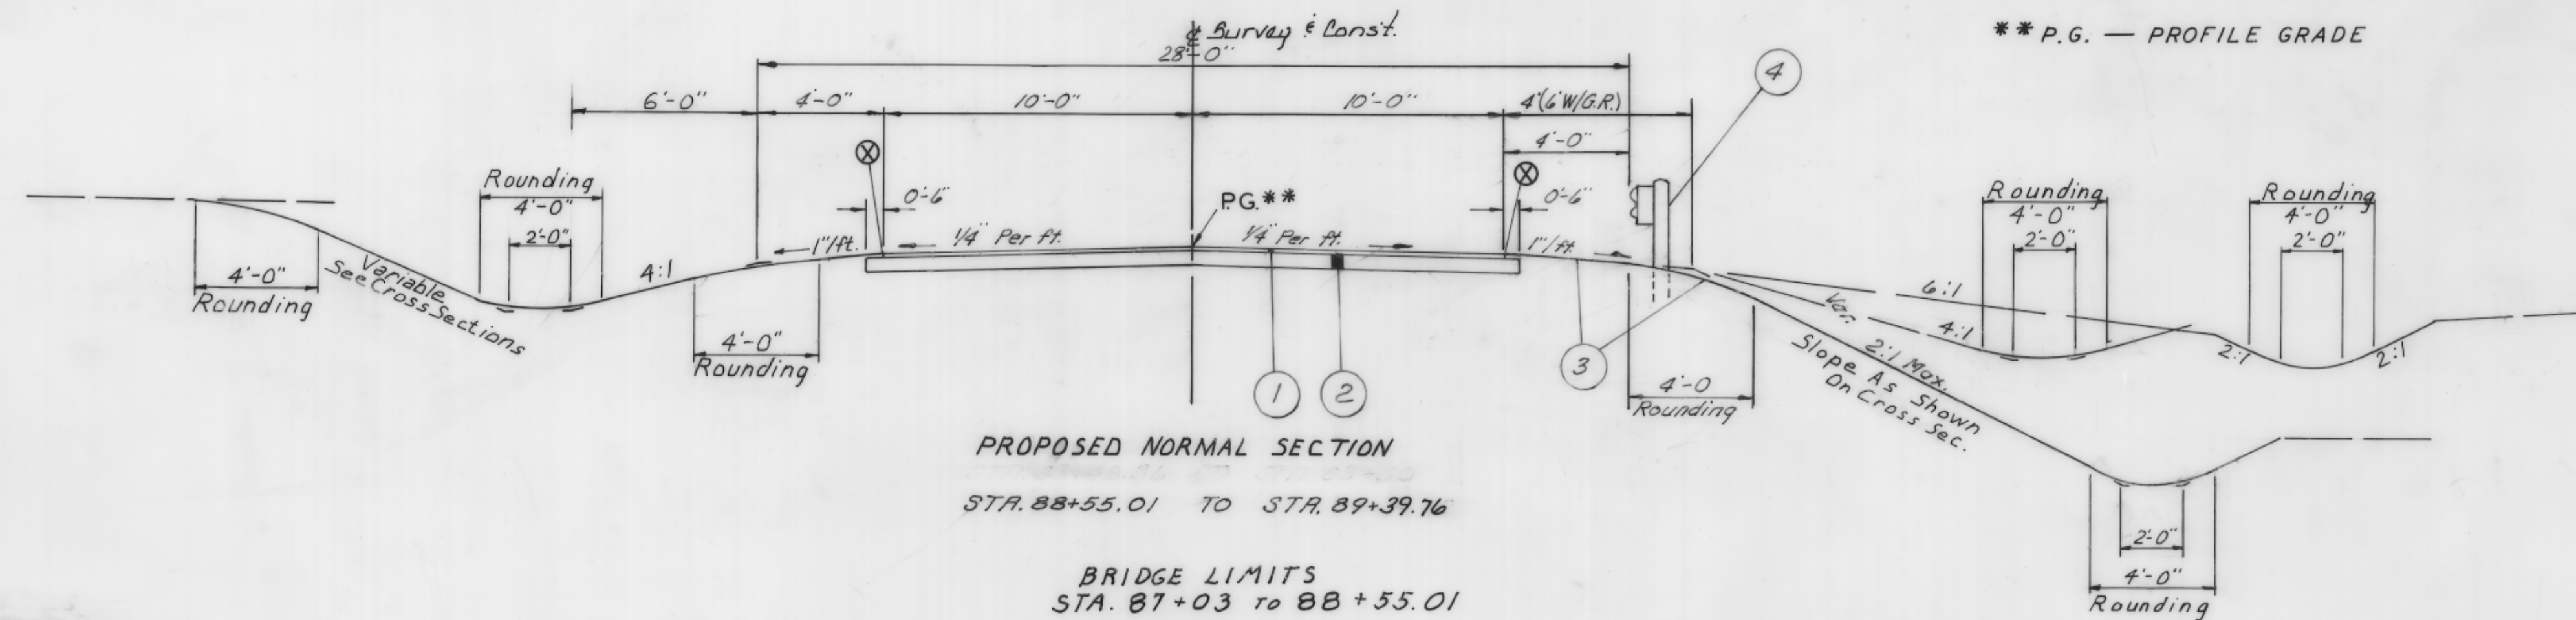 ℄ Survey & Const.
** P.G. — PROFILE GRADE
28'-0"
4
6'-0"
4'-0"
10'-0"
10'-0"
4'(6'W/G.R.)
4'-0"
Rounding
4'-0"
2'-0"
0'-6"
P.G.**
0'-6"
Rounding
4'-0"
2'-0"
Rounding
4'-0"
2'-0"
1"/ft.
1/4" Per ft.
1/4" Per ft.
1"/ft.
4'-0"
Rounding
Variable
See Cross Sections
4:1
4'-0"
Rounding
1
2
3
4'-0
Rounding
6:1
Var.
4:1
2:1 Max.
Slope As Shown
On Cross Sec.
2:1
2:1
PROPOSED NORMAL SECTION
STA. 88+55.01 TO STA. 89+39.76
BRIDGE LIMITS
STA. 87+03 TO 88+55.01
2'-0"
4'-0"
Rounding